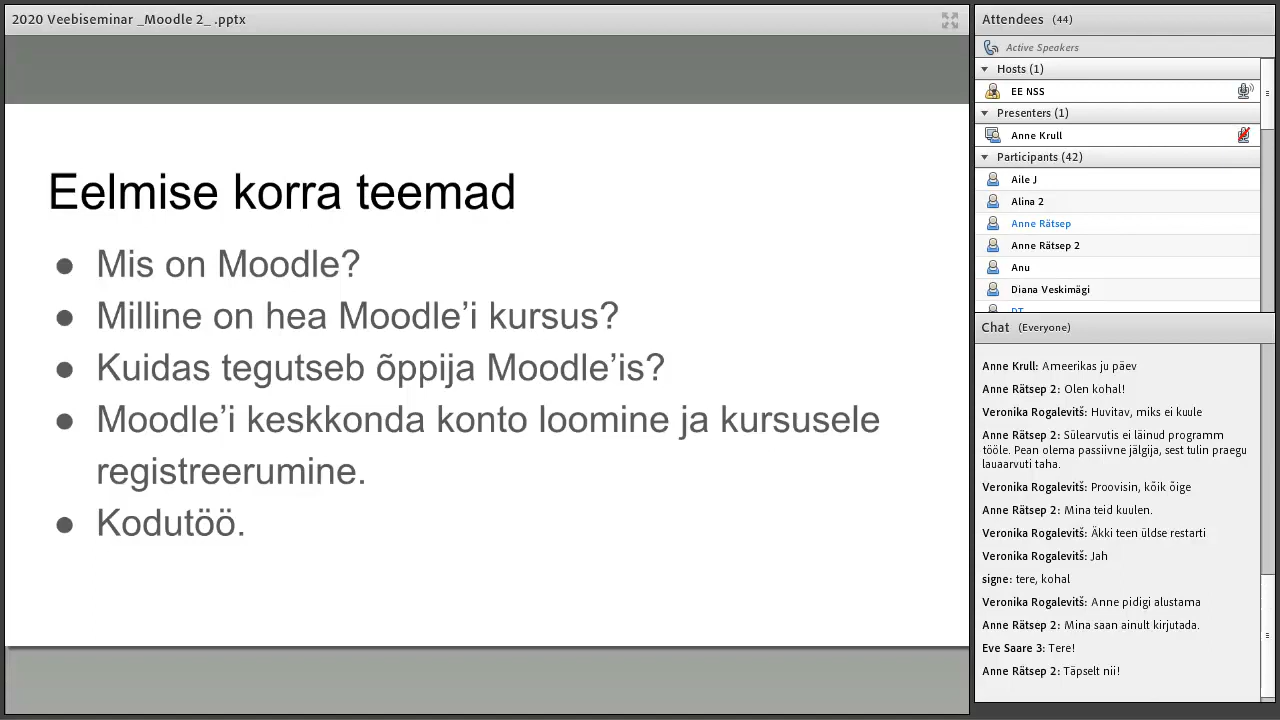 2020 Veebiseminar _Moodle 2_ .pptx
Eelmise korra teemad
● Mis on Moodle?
● Milline on hea Moodle’i kursus?
● Kuidas tegutseb õppija Moodle’is?
● Moodle’i keskkonda konto loomine ja kursusele
registreerumine.
● Kodutöö.
Attendees (44)
Active Speakers
Hosts (1)
EE NSS
Presenters (1)
Anne Krull
Participants (42)
Aile J
Alina 2
Anne Rätsep
Anne Rätsep 2
Anu
Diana Veskimägi
Chat (Everyone)
Anne Krull: Ameerikas ju päev
Anne Rätsep 2: Olen kohal!
Veronika Rogalevitš: Huvitav, miks ei kuule
Anne Rätsep 2: Sülearvutis ei läinud programm
tööle. Pean olema passiivne jälgija, sest tulin praegu
lauaarvuti taha.
Veronika Rogalevitš: Proovisin, kõik õige
Anne Rätsep 2: Mina teid kuulen.
Veronika Rogalevitš: Äkki teen üldse restarti
Veronika Rogalevitš: Jah
signe: tere, kohal
Veronika Rogalevitš: Anne pidigi alustama
Anne Rätsep 2: Mina saan ainult kirjutada.
Eve Saare 3: Tere!
Anne Rätsep 2: Täpselt nii!